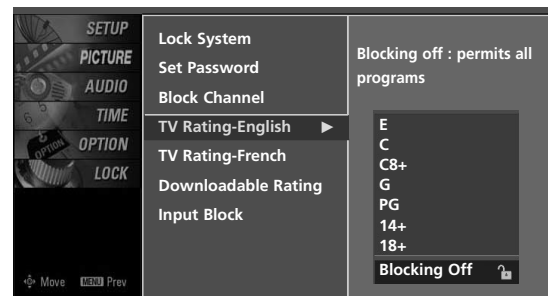 SETUP
PICTURE
AUDIO
TIME
OPTION
LOCK
Move MENU Prev
Lock System
Set Password
Block Channel
TV Rating-English ►
TV Rating-French
Downloadable Rating
Input Block
Blocking off : permits all
programs
E
C
C8+
G
PG
14+
18+
Blocking Off